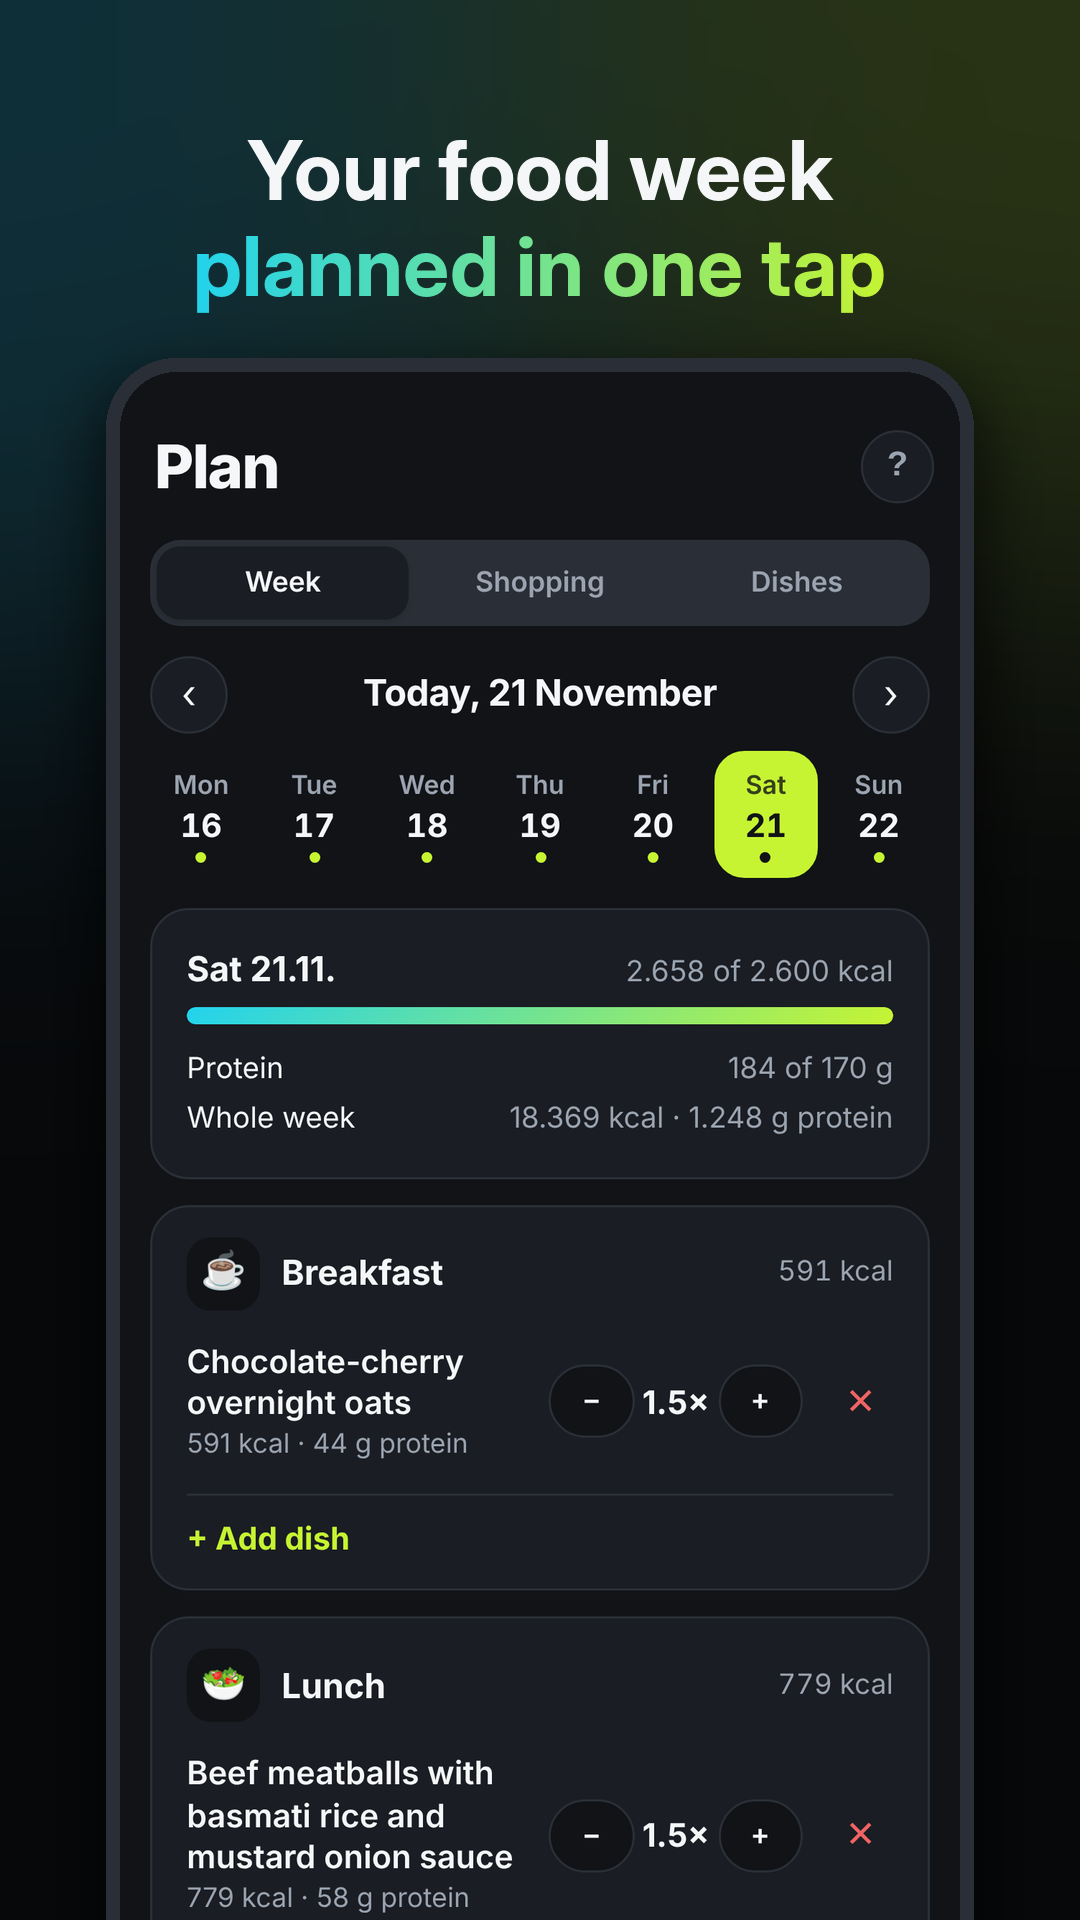 Your food week
planned in one tap
Plan
?
Week Shopping Dishes
‹ Today, 21 November ›
Mon Tue Wed Thu Fri Sat Sun
16 17 18 19 20 21 22
Sat 21.11. 2.658 of 2.600 kcal
Protein 184 of 170 g
Whole week 18.369 kcal · 1.248 g protein
Breakfast 591 kcal
Chocolate-cherry
overnight oats
− 1.5× + ✕
591 kcal · 44 g protein
+ Add dish
Lunch 779 kcal
Beef meatballs with
basmati rice and
− 1.5× + ✕
mustard onion sauce
779 kcal · 58 g protein